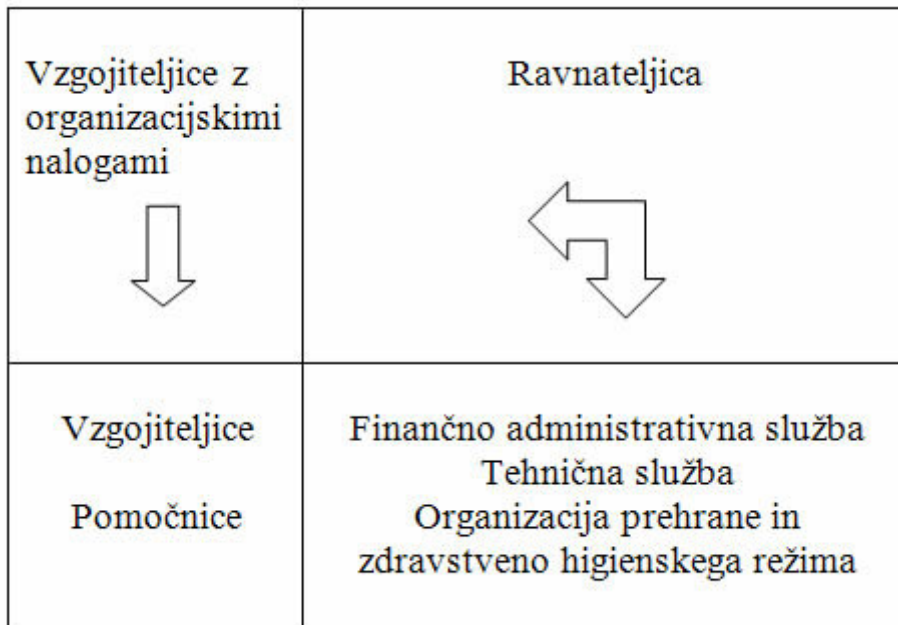 Vzgojiteljice z
organizacijskimi
nalogami
Ravnateljica
Vzgojiteljice
Pomočnice
Finančno administrativna služba
Tehnična služba
Organizacija prehrane in
zdravstveno higienskega režima